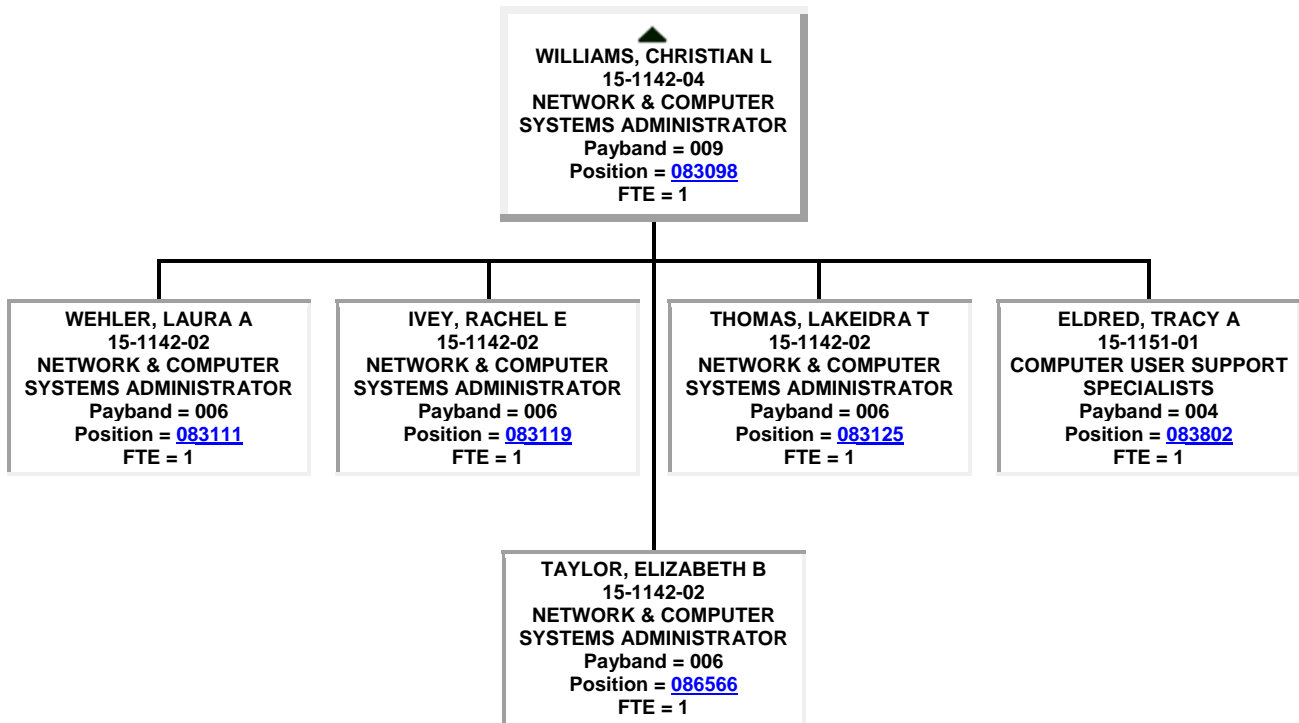 WILLIAMS, CHRISTIAN L
15-1142-04
NETWORK & COMPUTER
SYSTEMS ADMINISTRATOR
Payband = 009
Position = 083098
FTE = 1
WEHLER, LAURA A
15-1142-02
NETWORK & COMPUTER
SYSTEMS ADMINISTRATOR
Payband = 006
Position = 083111
FTE = 1
IVEY, RACHEL E
15-1142-02
NETWORK & COMPUTER
SYSTEMS ADMINISTRATOR
Payband = 006
Position = 083119
FTE = 1
THOMAS, LAKEIDRA T
15-1142-02
NETWORK & COMPUTER
SYSTEMS ADMINISTRATOR
Payband = 006
Position = 083125
FTE = 1
ELDRED, TRACY A
15-1151-01
COMPUTER USER SUPPORT
SPECIALISTS
Payband = 004
Position = 083802
FTE = 1
TAYLOR, ELIZABETH B
15-1142-02
NETWORK & COMPUTER
SYSTEMS ADMINISTRATOR
Payband = 006
Position = 086566
FTE = 1